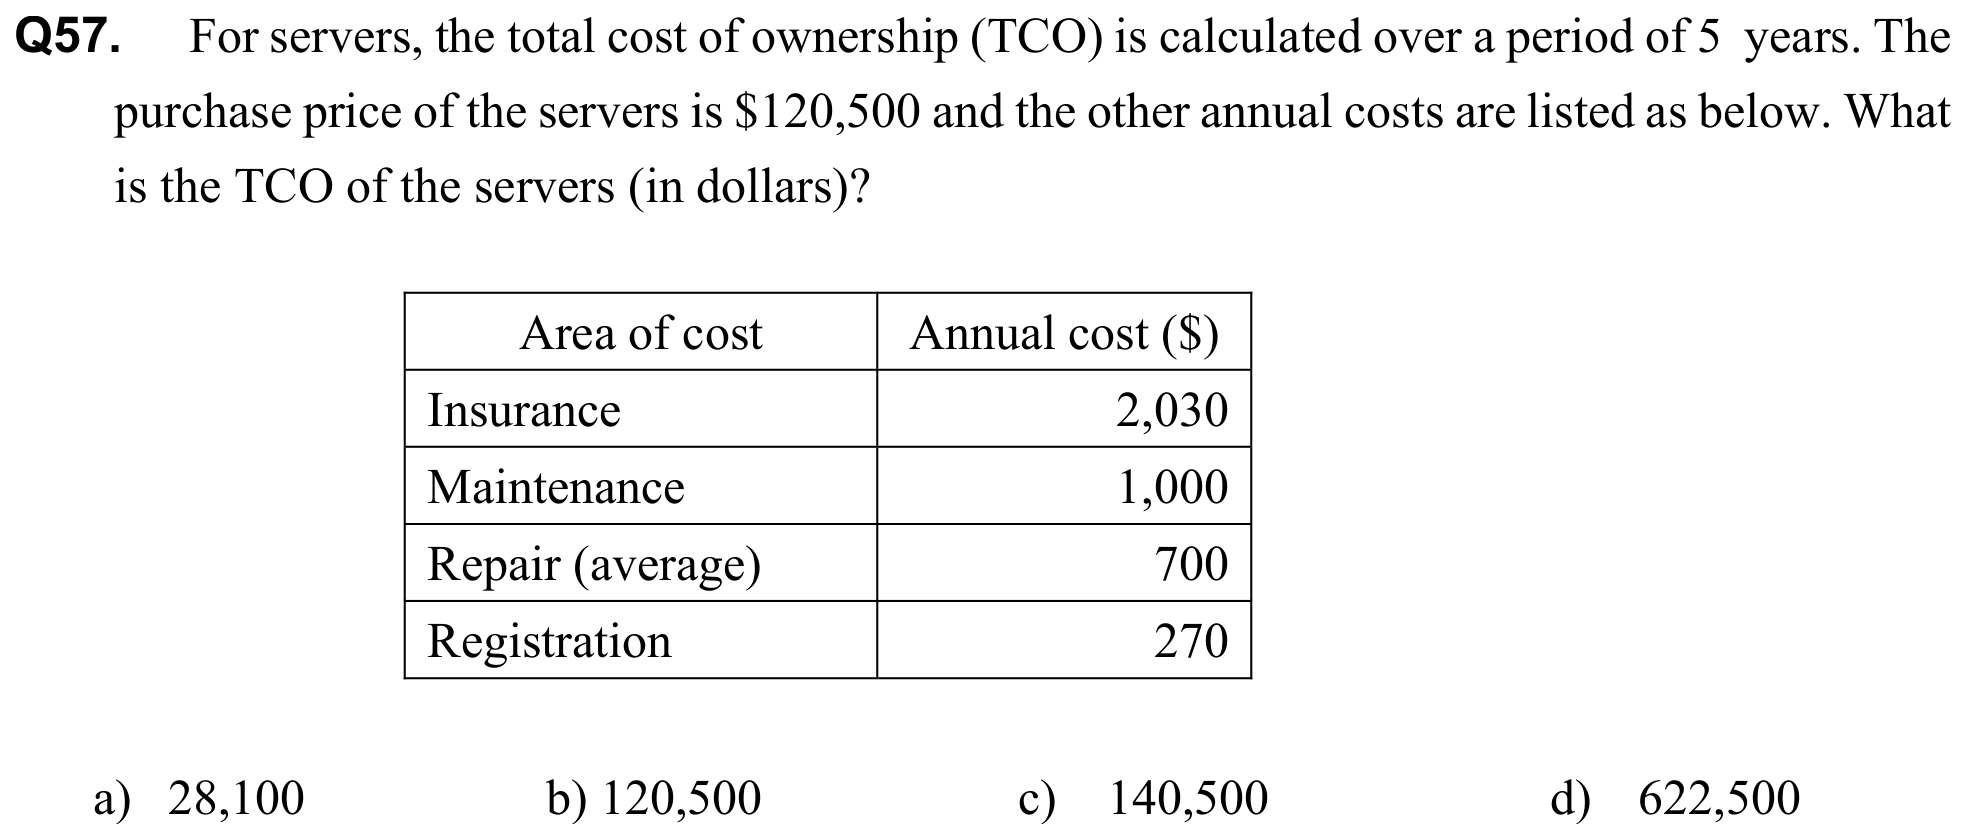 Q57. For servers, the total cost of ownership (TCO) is calculated over a period of 5 years. The
purchase price of the servers is $120,500 and the other annual costs are listed as below. What
is the TCO of the servers (in dollars)?
Area of cost Annual cost ($)
Insurance 2,030
Maintenance 1,000
Repair (average) 700
Registration 270
a) 28,100 b) 120,500 c) 140,500 d) 622,500